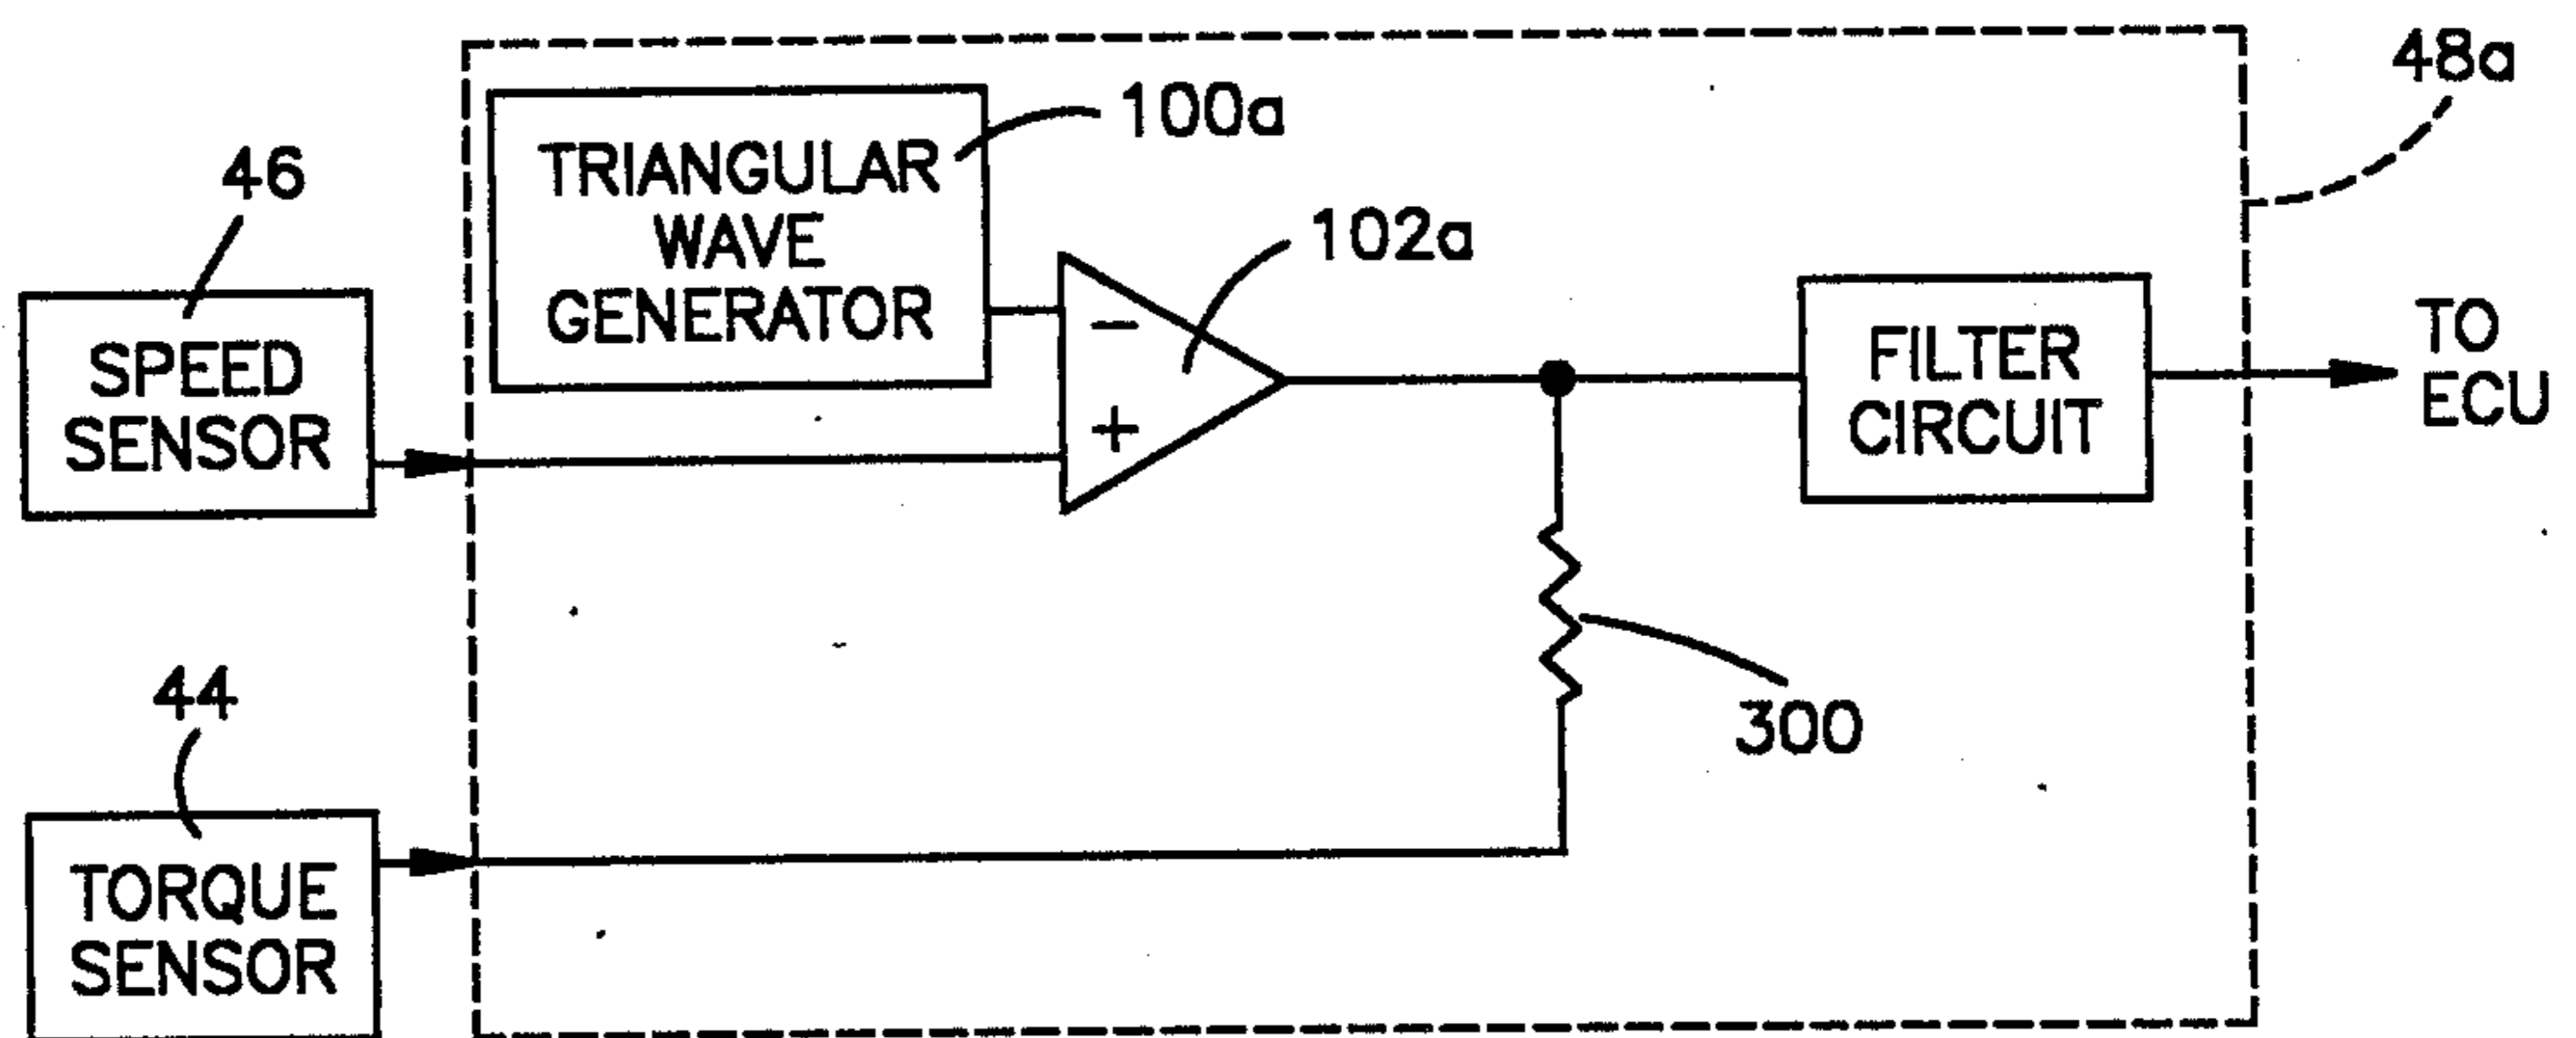 48a
100a
TRIANGULAR
WAVE
GENERATOR
46
102a
SPEED
SENSOR
−
+
FILTER
CIRCUIT
TO
ECU
44
300
TORQUE
SENSOR